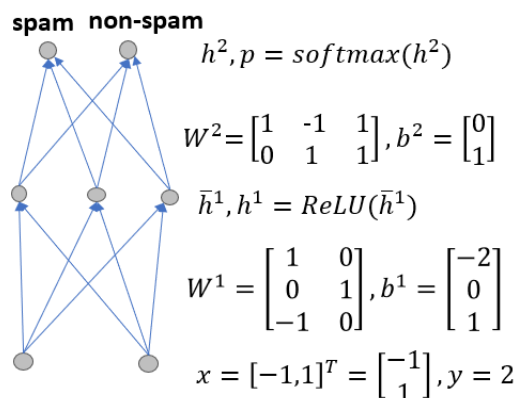 spam non-spam
h², p = softmax(h²)
W²= [1 -1 1; 0 1 1], b² = [0; 1]
h̄¹, h¹ = ReLU(h̄¹)
W¹ = [1 0; 0 1; −1 0], b¹ = [−2; 0; 1]
x = [−1,1]ᵀ = [−1; 1], y = 2